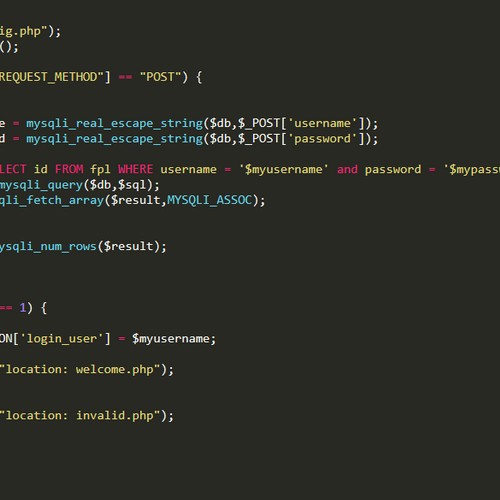 ig.php");
();
REQUEST_METHOD"] == "POST") {
e = mysqli_real_escape_string($db,$_POST['username']);
d = mysqli_real_escape_string($db,$_POST['password']);
LECT id FROM fpl WHERE username = '$myusername' and password = '$mypassw
mysqli_query($db,$sql);
qli_fetch_array($result,MYSQLI_ASSOC);
ysqli_num_rows($result);
== 1) {
ON['login_user'] = $myusername;
"location: welcome.php");
"location: invalid.php");